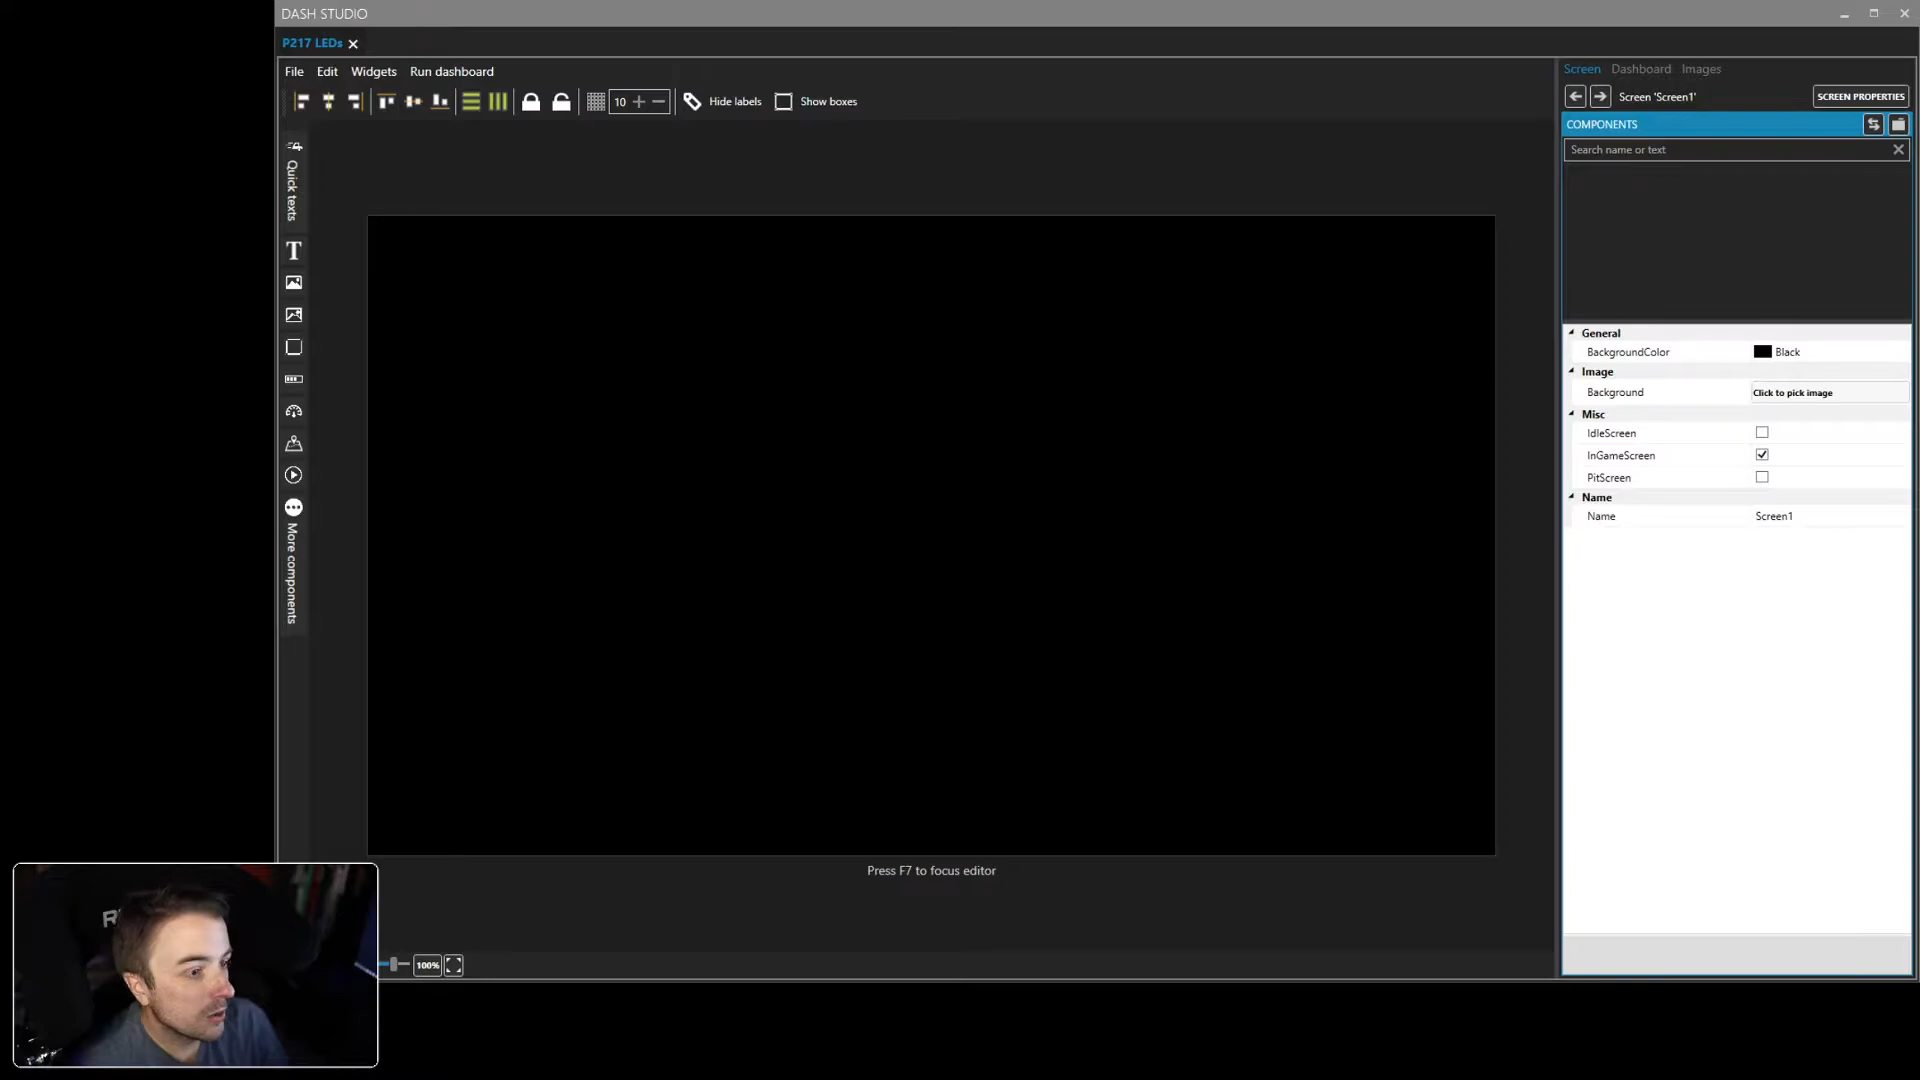 DASH STUDIO
P217 LEDs
File Edit Widgets Run dashboard
10 Hide labels Show boxes
Quick texts
T
More components
Press F7 to focus editor
100%
Screen Dashboard Images
Screen 'Screen1' SCREEN PROPERTIES
COMPONENTS
Search name or text
General
BackgroundColor Black
Image
Background Click to pick image
Misc
IdleScreen
InGameScreen
PitScreen
Name
Name Screen1